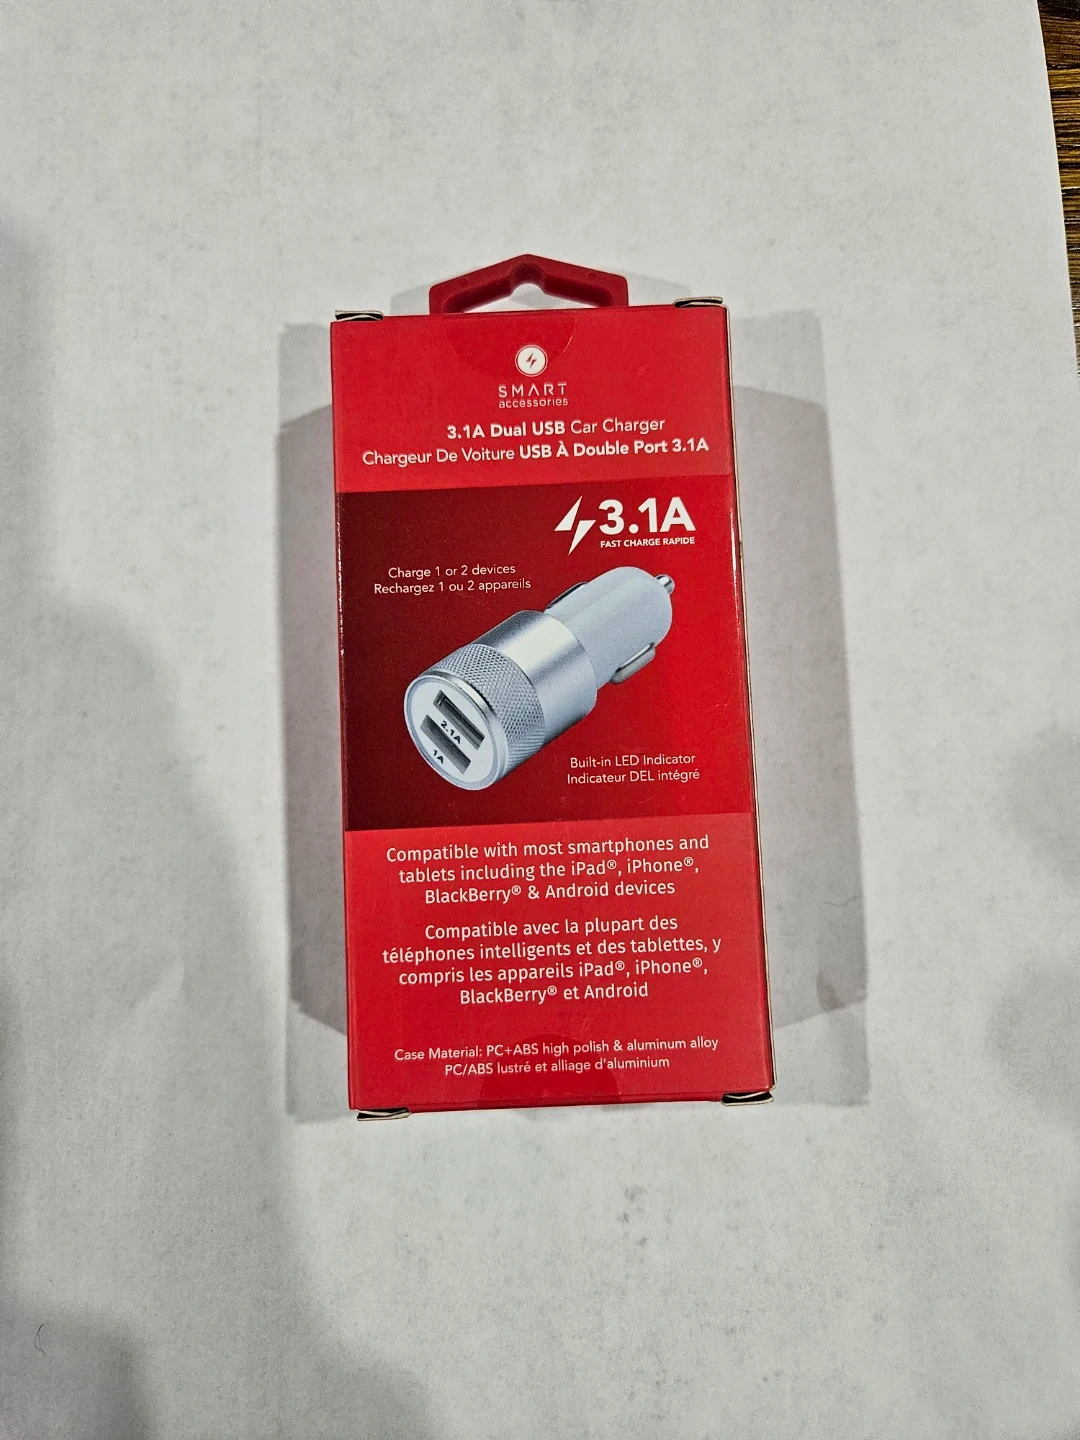 SMART
accessories
3.1A Dual USB Car Charger
Chargeur De Voiture USB À Double Port 3.1A
3.1A
FAST CHARGE RAPIDE
Charge 1 or 2 devices
Rechargez 1 ou 2 appareils
2.1A
1A
Built-in LED Indicator
Indicateur DEL intégré
Compatible with most smartphones and
tablets including the iPad®, iPhone®,
BlackBerry® & Android devices
Compatible avec la plupart des
téléphones intelligents et des tablettes, y
compris les appareils iPad®, iPhone®,
BlackBerry® et Android
Case Material: PC+ABS high polish & aluminum alloy
PC/ABS lustré et alliage d'aluminium